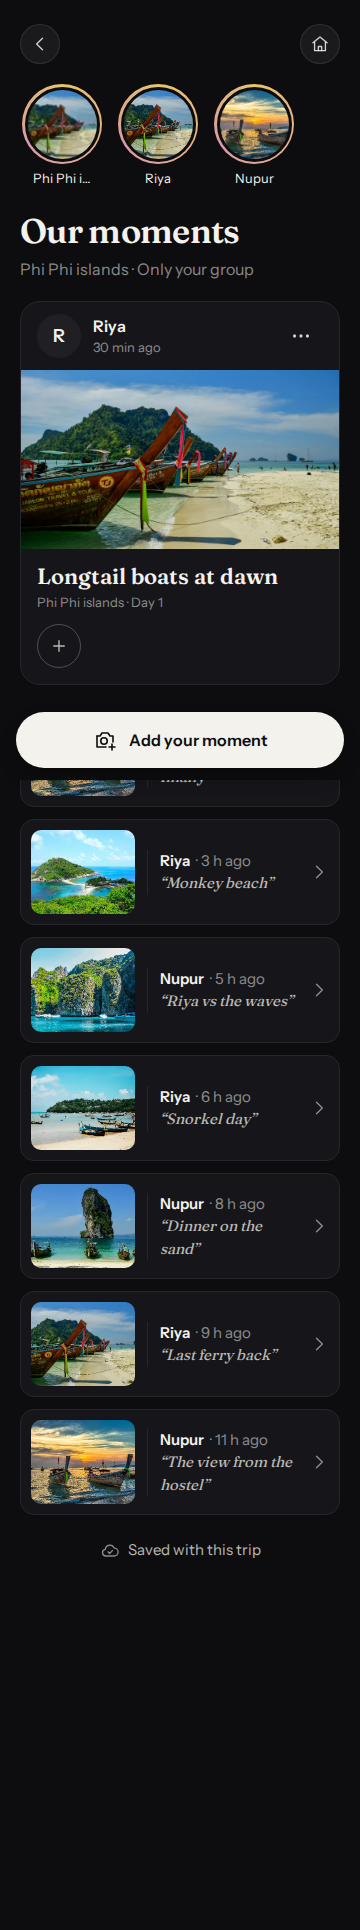 Phi Phi i...
Riya
Nupur
Our moments
Phi Phi islands · Only your group
R
Riya
30 min ago
Longtail boats at dawn
Phi Phi islands · Day 1
Add your moment
Riya · 3 h ago
“Monkey beach”
Nupur · 5 h ago
“Riya vs the waves”
Riya · 6 h ago
“Snorkel day”
Nupur · 8 h ago
“Dinner on the
sand”
Riya · 9 h ago
“Last ferry back”
Nupur · 11 h ago
“The view from the
hostel”
Saved with this trip